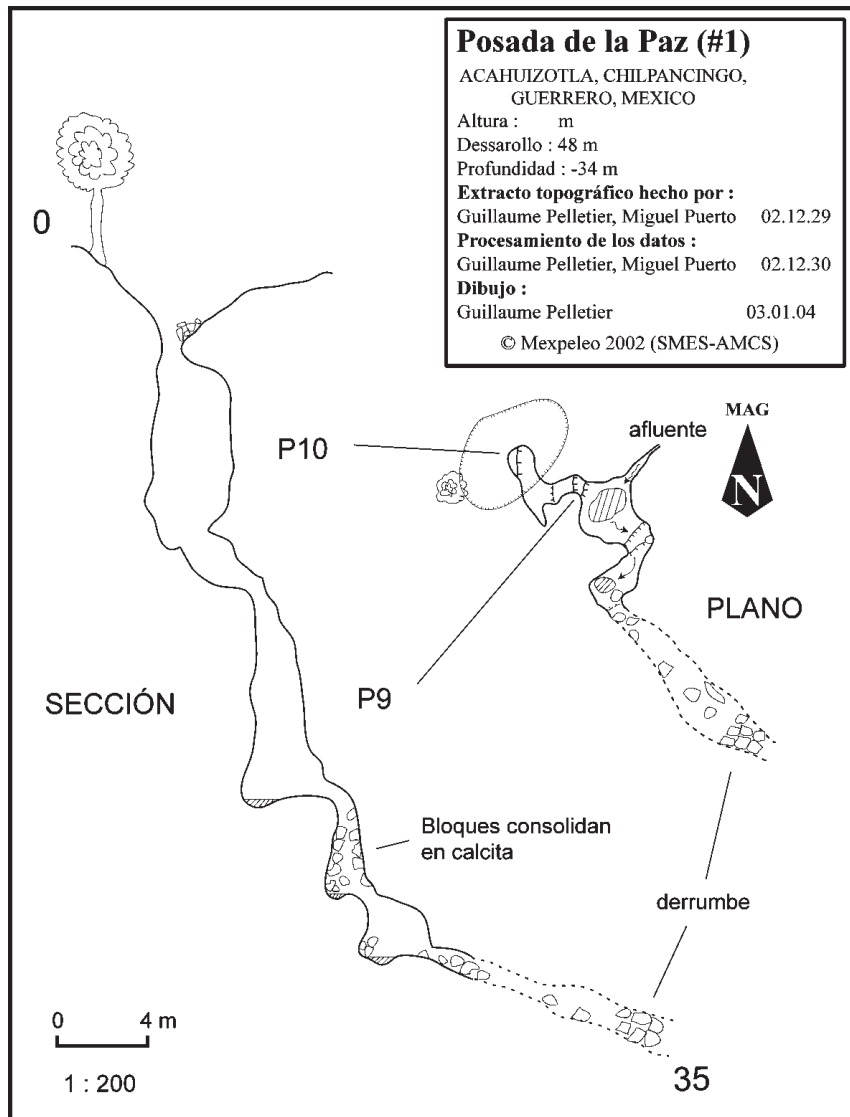 Posada de la Paz (#1)
ACAHUIZOTLA, CHILPANCINGO,
GUERRERO, MEXICO
Altura :       m
Dessarollo : 48 m
Profundidad : -34 m
Extracto topográfico hecho por :
Guillaume Pelletier, Miguel Puerto    02.12.29
Procesamiento de los datos :
Guillaume Pelletier, Miguel Puerto    02.12.30
Dibujo :
Guillaume Pelletier    03.01.04
© Mexpeleo 2002 (SMES-AMCS)
0
P10
afluente
MAG
N
PLANO
SECCIÓN
P9
Bloques consolidan
en calcita
derrumbe
0    4 m
1 : 200
35